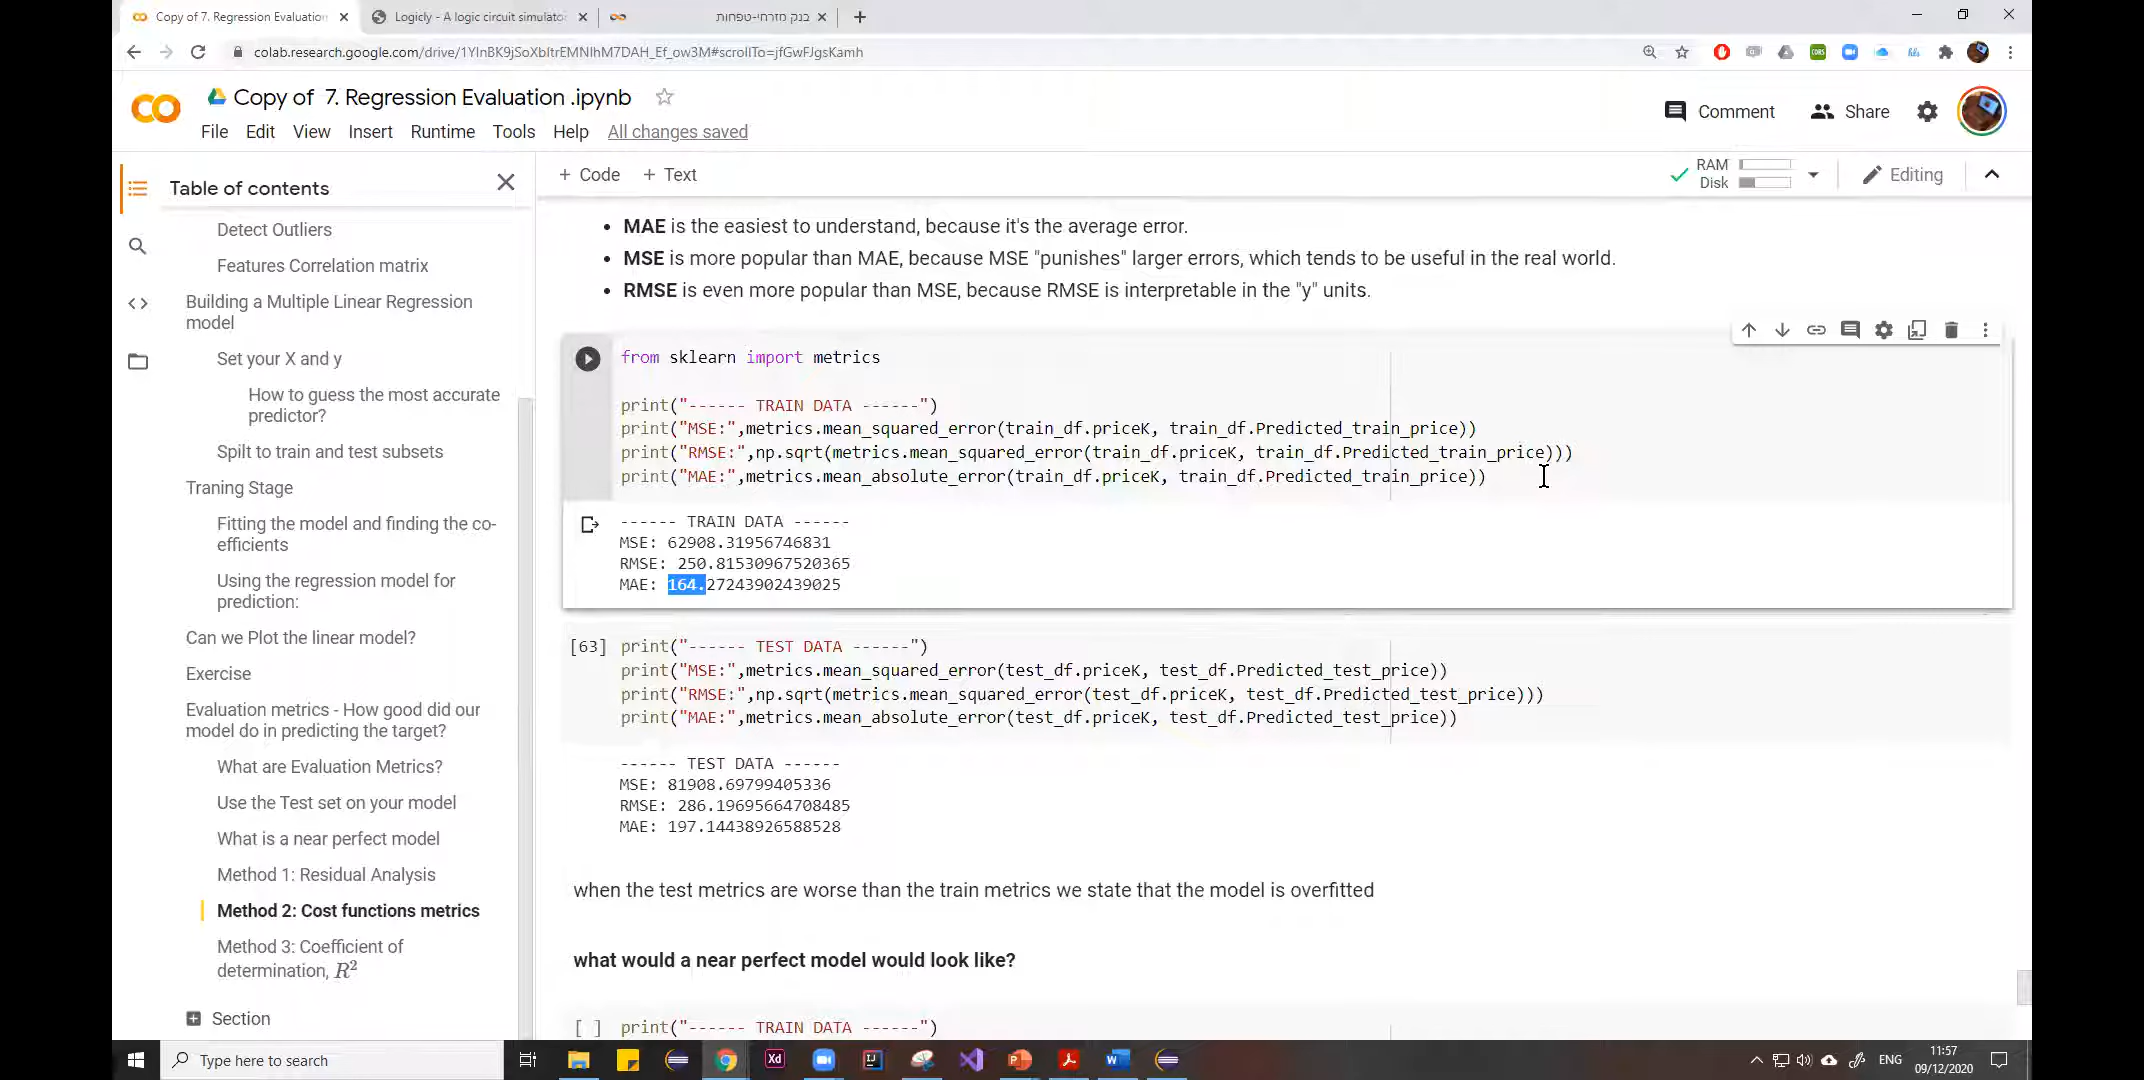 Copy of 7. Regression Evaluation
Logicly - A logic circuit simulato
בנק מזרחי-טפחות
colab.research.google.com/drive/1YInBK9jSoXbItrEMNIhM7DAH_Ef_ow3M#scrollTo=jfGwFJgsKamh
Copy of 7. Regression Evaluation .ipynb
Comment
Share
File Edit View Insert Runtime Tools Help All changes saved
Table of contents
+ Code + Text
RAM
Disk
Editing
Detect Outliers
Features Correlation matrix
Building a Multiple Linear Regression
model
Set your X and y
How to guess the most accurate
predictor?
Spilt to train and test subsets
Traning Stage
Fitting the model and finding the co-
efficients
Using the regression model for
prediction:
Can we Plot the linear model?
Exercise
Evaluation metrics - How good did our
model do in predicting the target?
What are Evaluation Metrics?
Use the Test set on your model
What is a near perfect model
Method 1: Residual Analysis
Method 2: Cost functions metrics
Method 3: Coefficient of
determination, R²
Section
• MAE is the easiest to understand, because it's the average error.
• MSE is more popular than MAE, because MSE "punishes" larger errors, which tends to be useful in the real world.
• RMSE is even more popular than MSE, because RMSE is interpretable in the "y" units.
from sklearn import metrics
print("------ TRAIN DATA ------")
print("MSE:",metrics.mean_squared_error(train_df.priceK, train_df.Predicted_train_price))
print("RMSE:",np.sqrt(metrics.mean_squared_error(train_df.priceK, train_df.Predicted_train_price)))
print("MAE:",metrics.mean_absolute_error(train_df.priceK, train_df.Predicted_train_price))
------ TRAIN DATA ------
MSE: 62908.31956746831
RMSE: 250.81530967520365
MAE: 164.27243902439025
[63] print("------ TEST DATA ------")
print("MSE:",metrics.mean_squared_error(test_df.priceK, test_df.Predicted_test_price))
print("RMSE:",np.sqrt(metrics.mean_squared_error(test_df.priceK, test_df.Predicted_test_price)))
print("MAE:",metrics.mean_absolute_error(test_df.priceK, test_df.Predicted_test_price))
------ TEST DATA ------
MSE: 81908.69799405336
RMSE: 286.19695664708485
MAE: 197.14438926588528
when the test metrics are worse than the train metrics we state that the model is overfitted
what would a near perfect model would look like?
[ ] print("------ TRAIN DATA ------")
Type here to search
Xd
ENG
11:57
09/12/2020